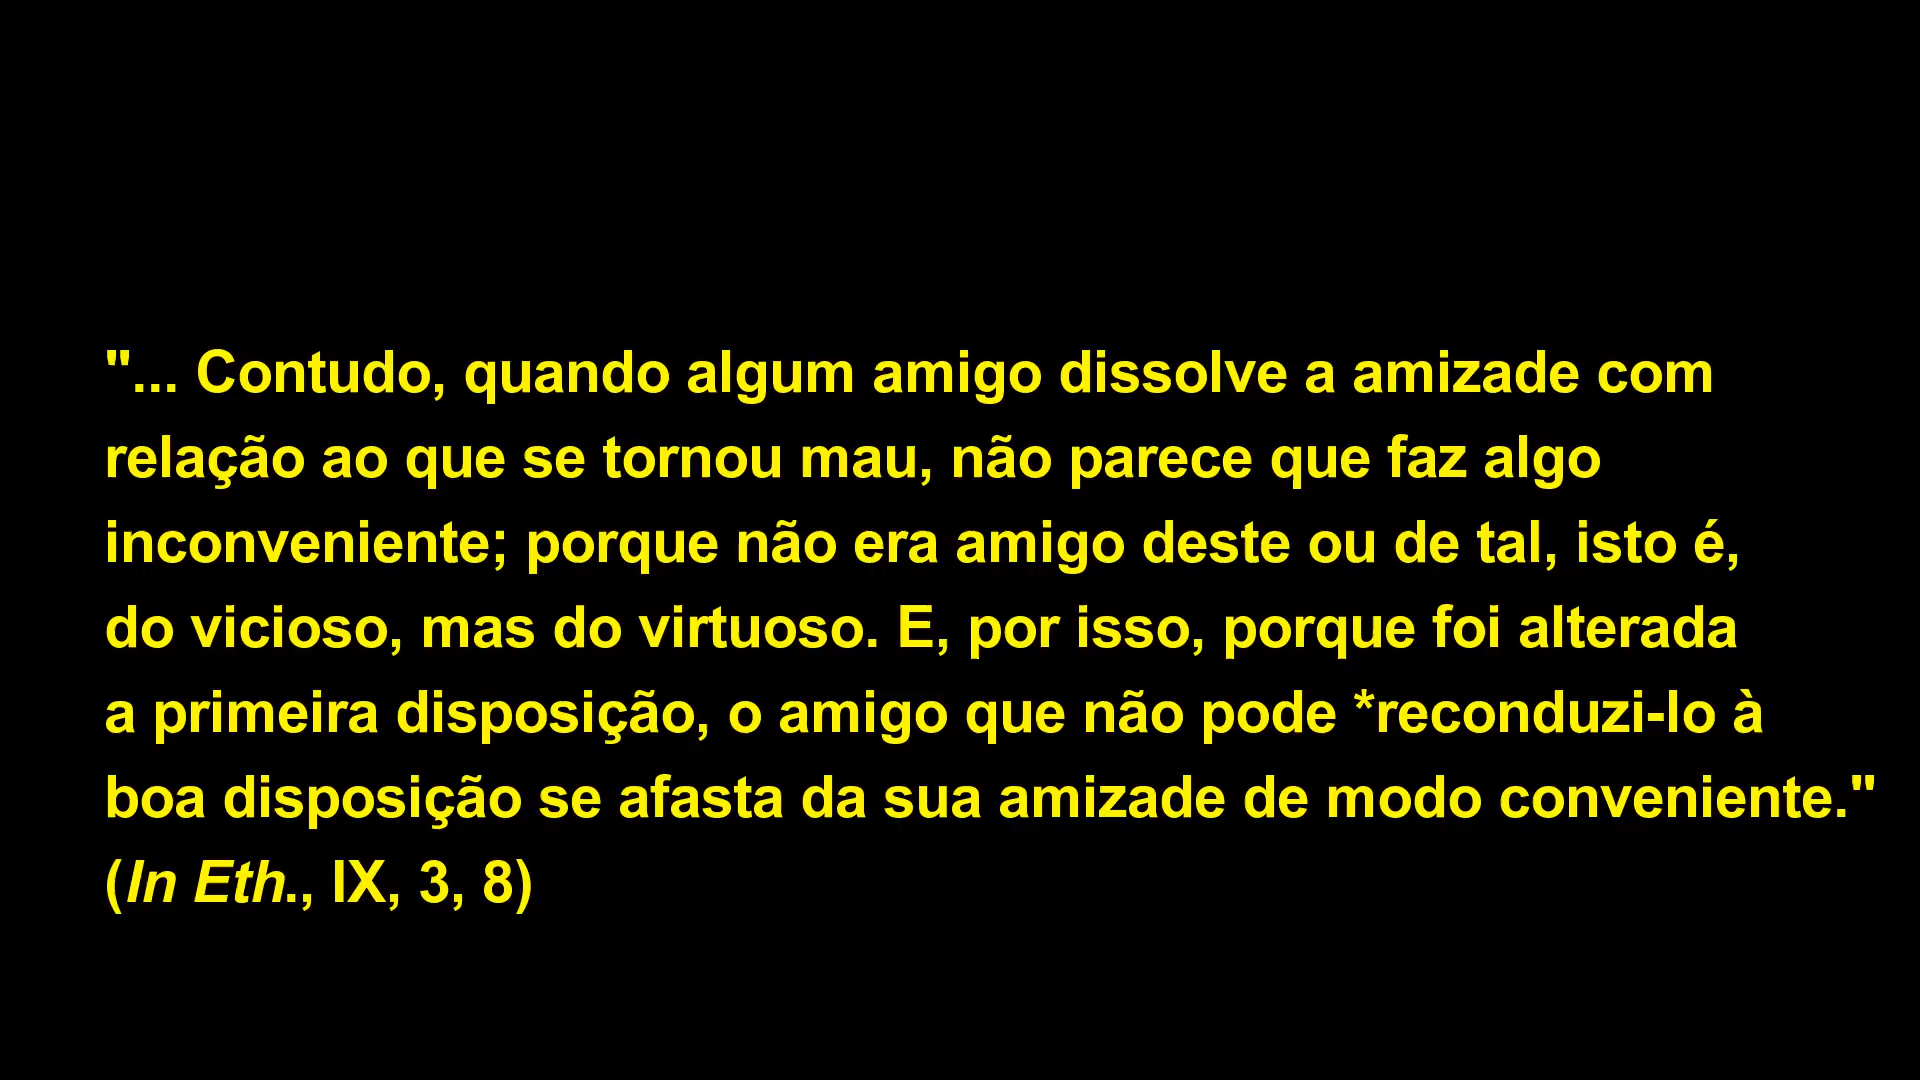 "... Contudo, quando algum amigo dissolve a amizade com
relação ao que se tornou mau, não parece que faz algo
inconveniente; porque não era amigo deste ou de tal, isto é,
do vicioso, mas do virtuoso. E, por isso, porque foi alterada
a primeira disposição, o amigo que não pode *reconduzi-lo à
boa disposição se afasta da sua amizade de modo conveniente."
(In Eth., IX, 3, 8)